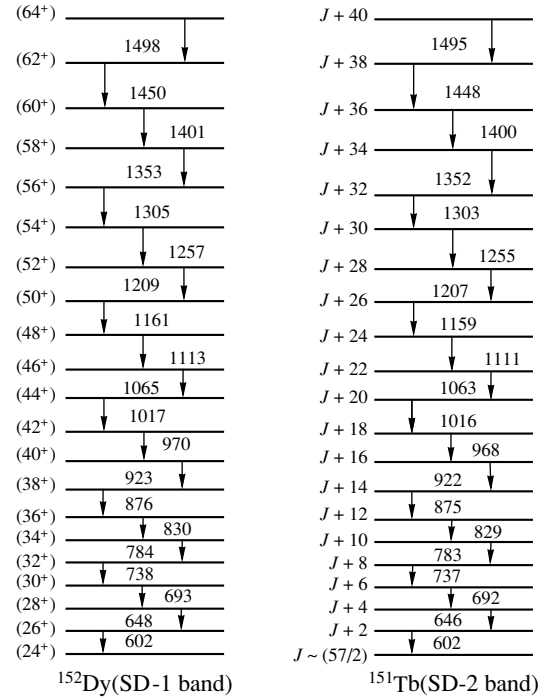 (64⁺)
1498
(62⁺)
1450
(60⁺)
1401
(58⁺)
1353
(56⁺)
1305
(54⁺)
1257
(52⁺)
1209
(50⁺)
1161
(48⁺)
1113
(46⁺)
1065
(44⁺)
1017
(42⁺)
970
(40⁺)
923
(38⁺)
876
(36⁺)
830
(34⁺)
784
(32⁺)
738
(30⁺)
693
(28⁺)
648
(26⁺)
602
(24⁺)
¹⁵²Dy(SD-1 band)
J + 40
1495
J + 38
1448
J + 36
1400
J + 34
1352
J + 32
1303
J + 30
1255
J + 28
1207
J + 26
1159
J + 24
1111
J + 22
1063
J + 20
1016
J + 18
968
J + 16
922
J + 14
875
J + 12
829
J + 10
783
J + 8
737
J + 6
692
J + 4
646
J + 2
602
J ~ (57/2)
¹⁵¹Tb(SD-2 band)